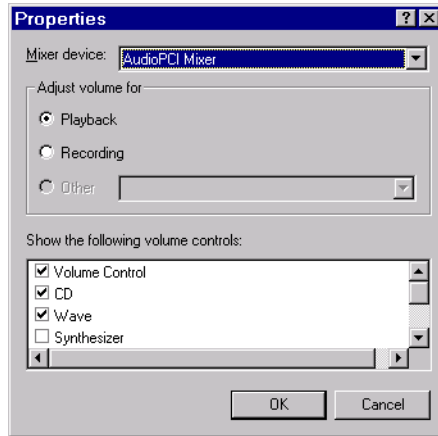 Properties
Mixer device: AudioPCI Mixer
Adjust volume for
Playback
Recording
Other
Show the following volume controls:
Volume Control
CD
Wave
Synthesizer
OK Cancel